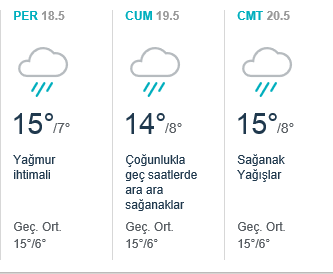 PER 18.5
15°/7°
Yağmur
ihtimali
Geç. Ort.
15°/6°
CUM 19.5
14°/8°
Çoğunlukla
geç saatlerde
ara ara
sağanaklar
Geç. Ort.
15°/6°
CMT 20.5
15°/8°
Sağanak
Yağışlar
Geç. Ort.
15°/6°